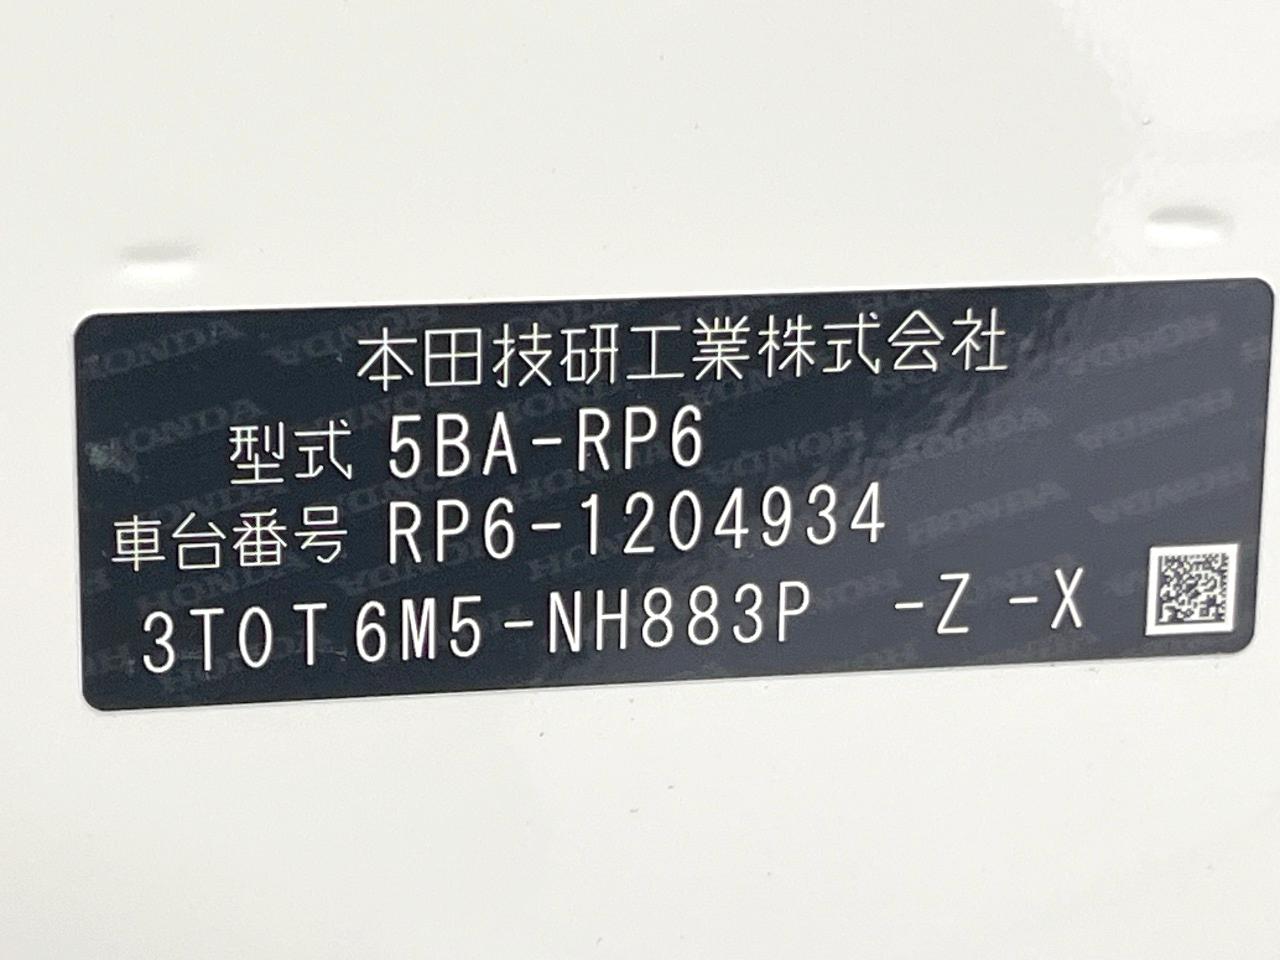 本田技研工業株式会社
型式 5BA-RP6
車台番号 RP6-1204934
3T0T6M5-NH883P -Z -X